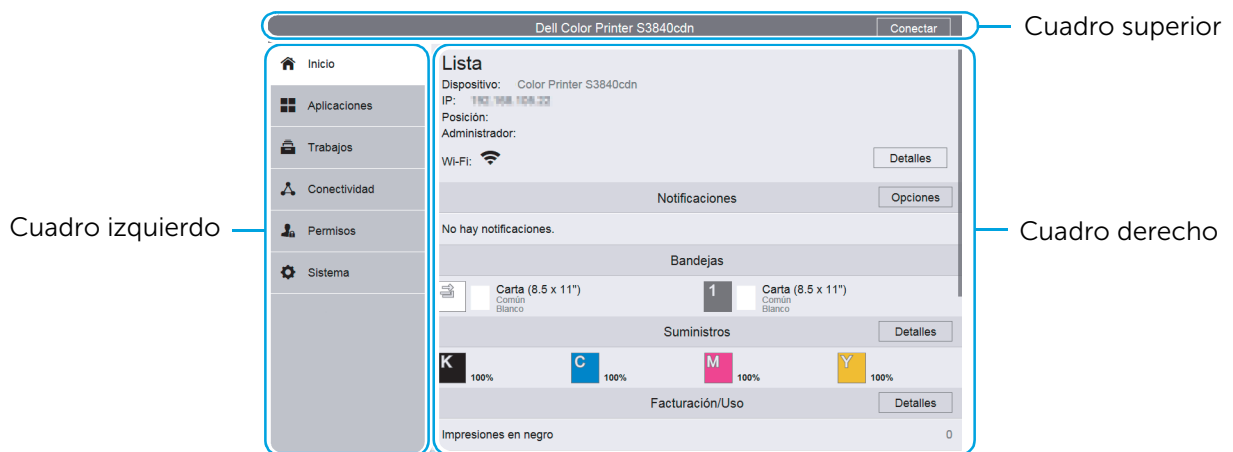 Dell Color Printer S3840cdn
Conectar
Cuadro superior
Inicio
Aplicaciones
Trabajos
Conectividad
Permisos
Sistema
Cuadro izquierdo
Lista
Dispositivo: Color Printer S3840cdn
IP:
Posición:
Administrador:
Wi-Fi:
Detalles
Notificaciones
Opciones
No hay notificaciones.
Cuadro derecho
Bandejas
Carta (8.5 x 11")
Común
Blanco
1
Carta (8.5 x 11")
Común
Blanco
Suministros
Detalles
K 100%
C 100%
M 100%
Y 100%
Facturación/Uso
Detalles
Impresiones en negro 0